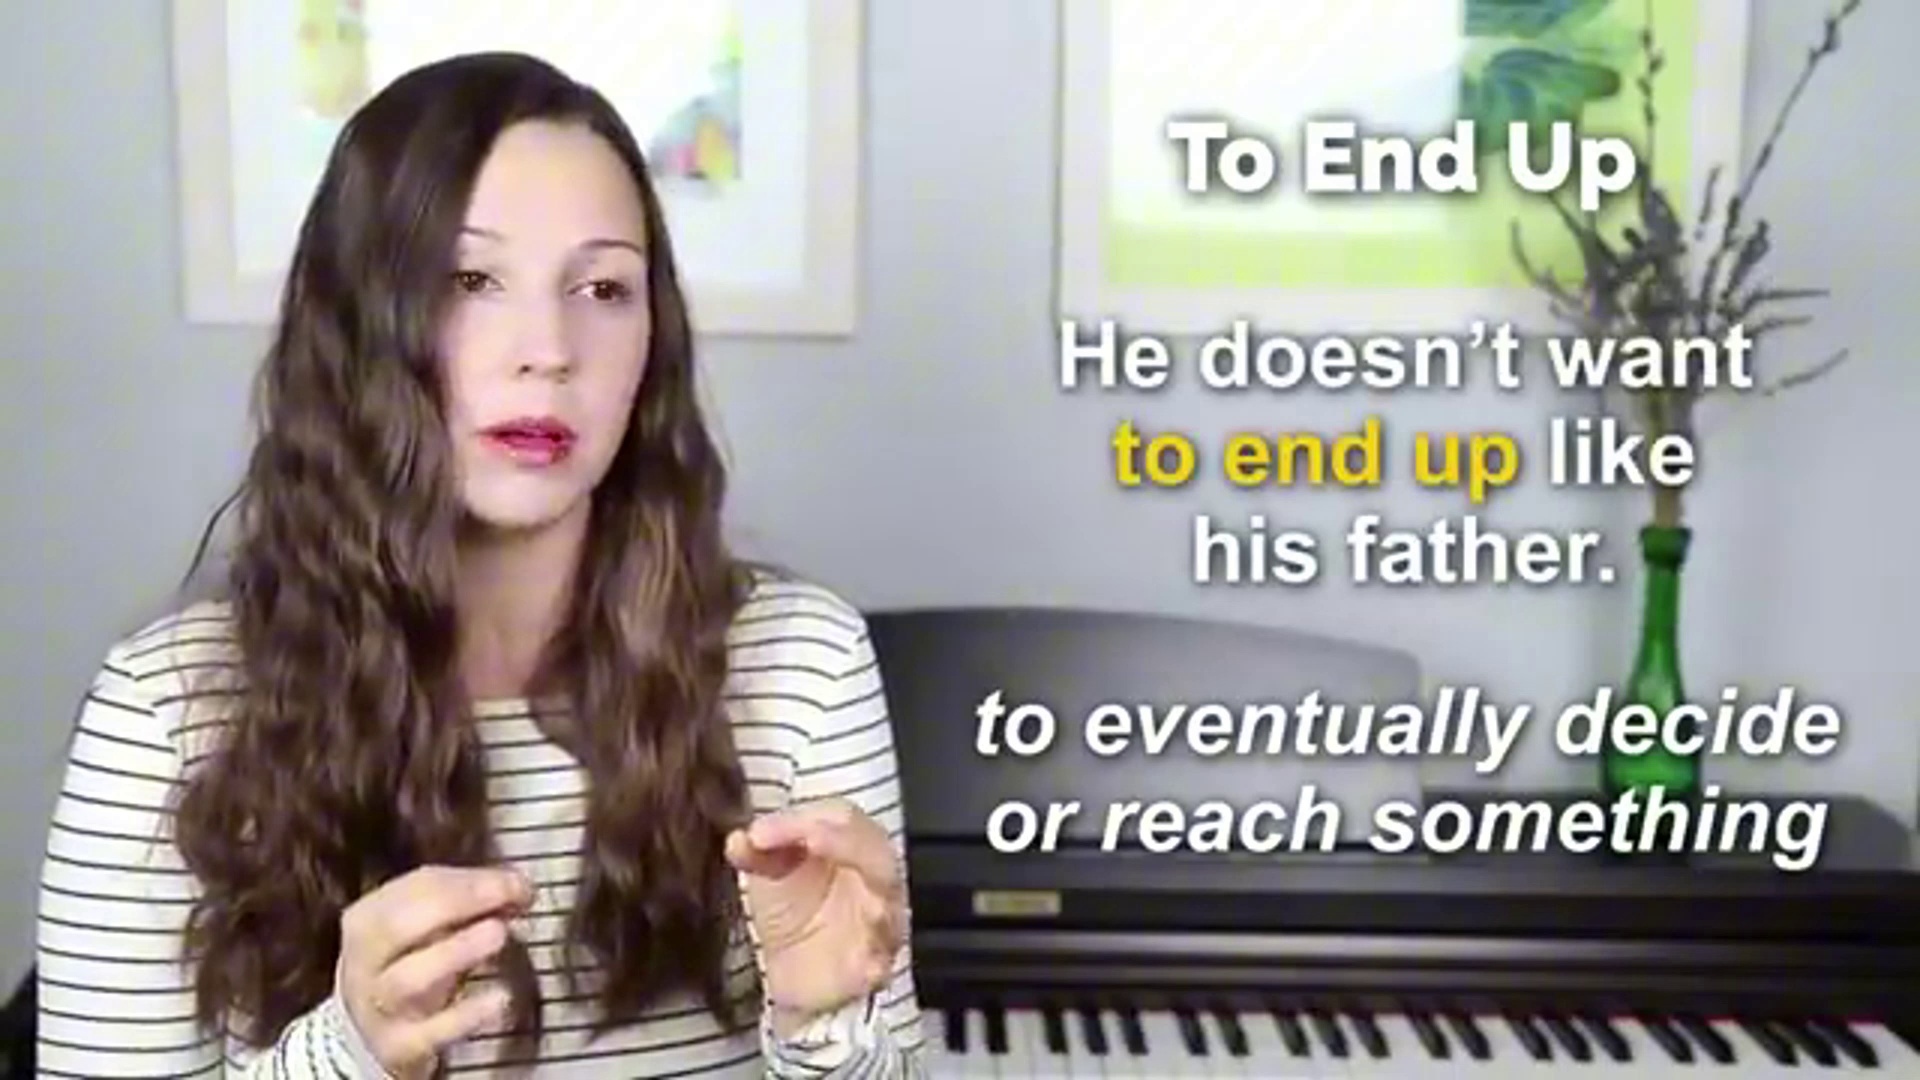 To End Up
He doesn’t want
to end up like
his father.
to eventually decide
or reach something